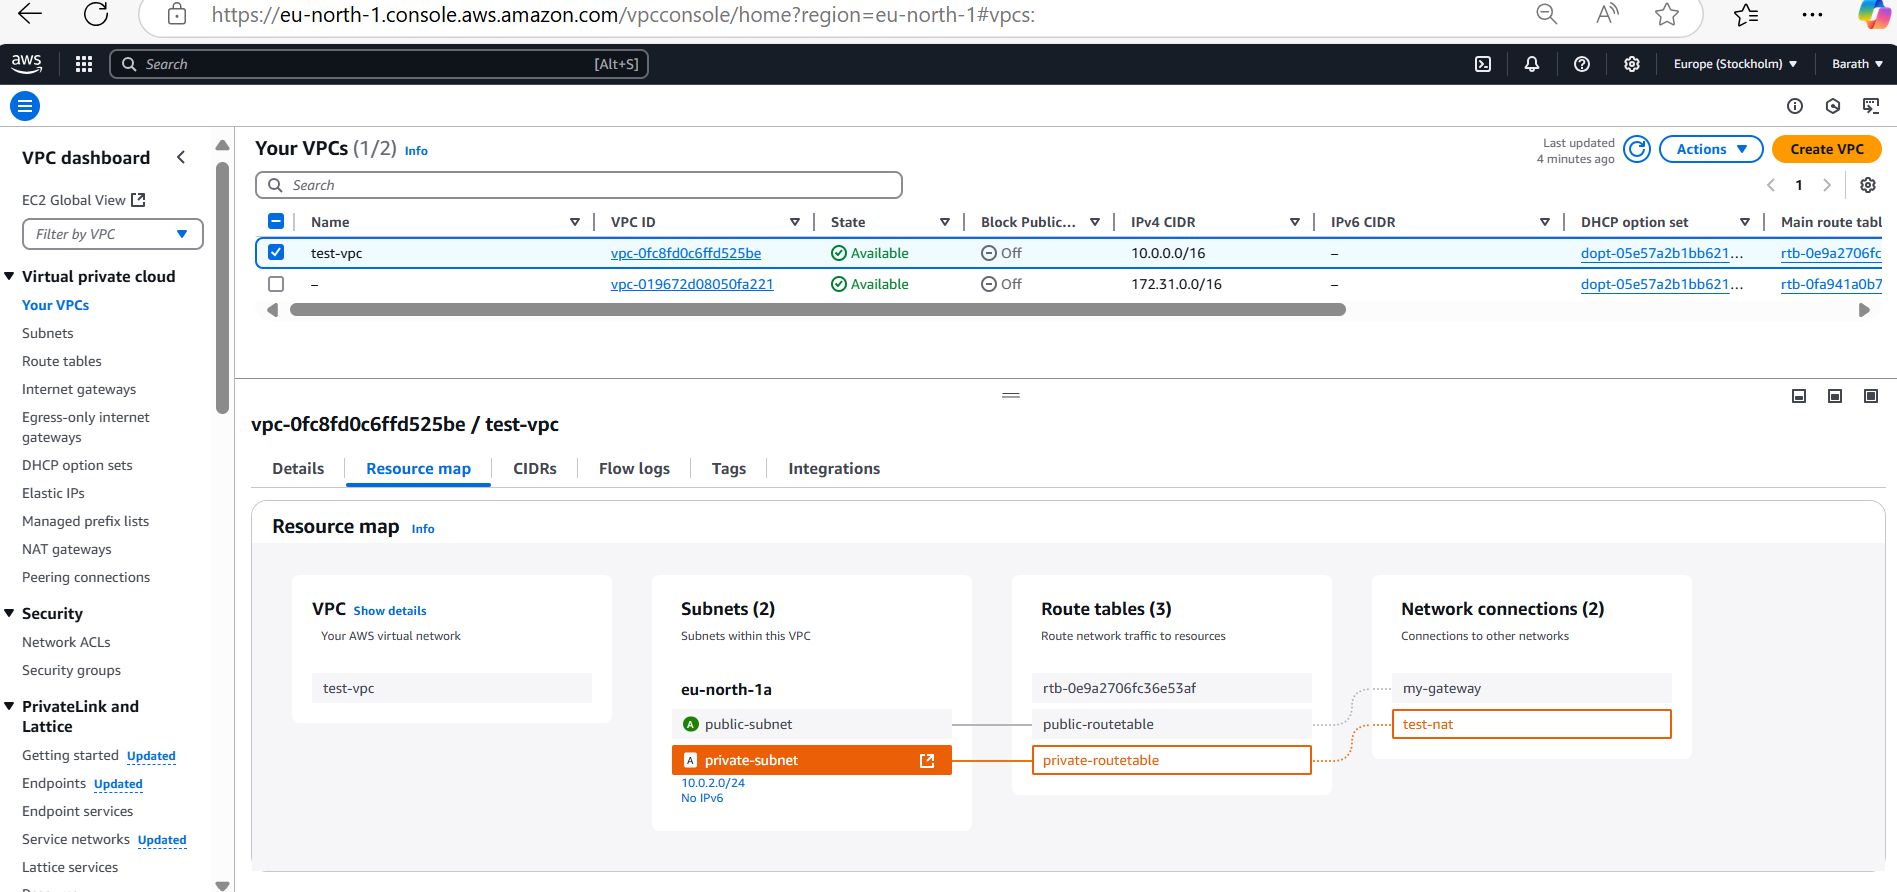 https://eu-north-1.console.aws.amazon.com/vpcconsole/home?region=eu-north-1#vpcs:
aws
Search
[Alt+S]
Europe (Stockholm)
Barath
VPC dashboard
EC2 Global View
Filter by VPC
Virtual private cloud
Your VPCs
Subnets
Route tables
Internet gateways
Egress-only internet
gateways
DHCP option sets
Elastic IPs
Managed prefix lists
NAT gateways
Peering connections
Security
Network ACLs
Security groups
PrivateLink and
Lattice
Getting started Updated
Endpoints Updated
Endpoint services
Service networks Updated
Lattice services
Your VPCs (1/2) Info
Last updated
4 minutes ago
Actions
Create VPC
Search
1
Name VPC ID State Block Public... IPv4 CIDR IPv6 CIDR DHCP option set Main route tabl
test-vpc vpc-0fc8fd0c6ffd525be Available Off 10.0.0.0/16 – dopt-05e57a2b1bb621... rtb-0e9a2706fc
– vpc-019672d08050fa221 Available Off 172.31.0.0/16 – dopt-05e57a2b1bb621... rtb-0fa941a0b7
vpc-0fc8fd0c6ffd525be / test-vpc
Details Resource map CIDRs Flow logs Tags Integrations
Resource map Info
VPC Show details
Your AWS virtual network
test-vpc
Subnets (2)
Subnets within this VPC
eu-north-1a
A public-subnet
A private-subnet
10.0.2.0/24
No IPv6
Route tables (3)
Route network traffic to resources
rtb-0e9a2706fc36e53af
public-routetable
private-routetable
Network connections (2)
Connections to other networks
my-gateway
test-nat